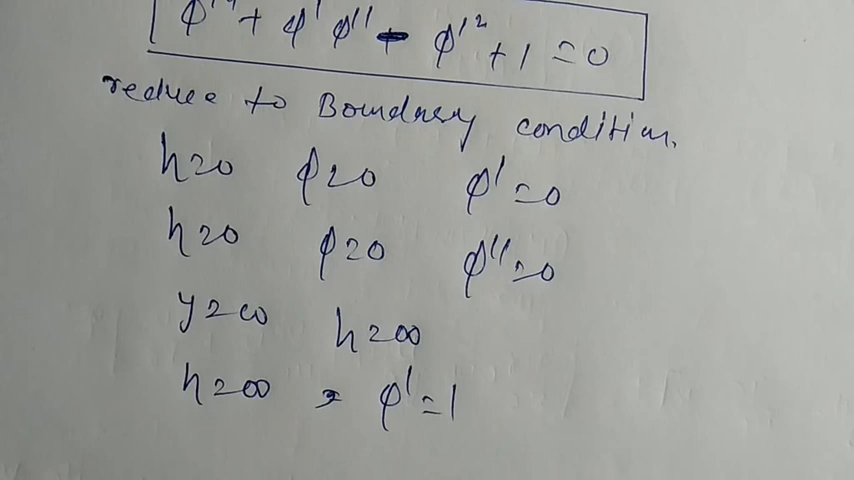 + φ' φ'' - φ'² + 1 = 0
reduce to Boundary condition.
η=0 φ=0 φ'=0
η=0 φ=0 φ''=0
y=∞ η=∞
η=∞ , φ'=1